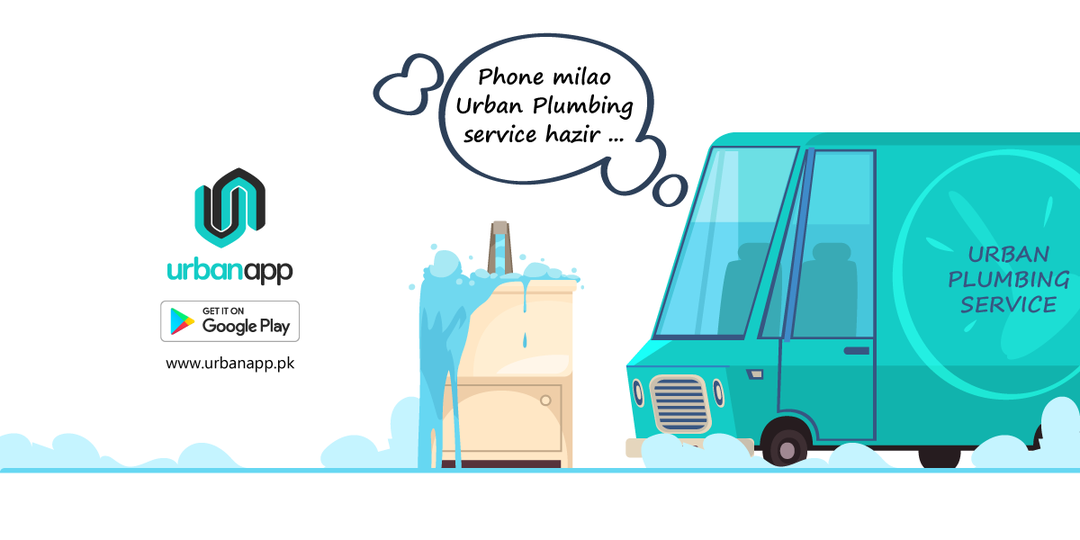 Phone milao
Urban Plumbing
service hazir ...
urbanapp
GET IT ON
Google Play
www.urbanapp.pk
URBAN
PLUMBING
SERVICE